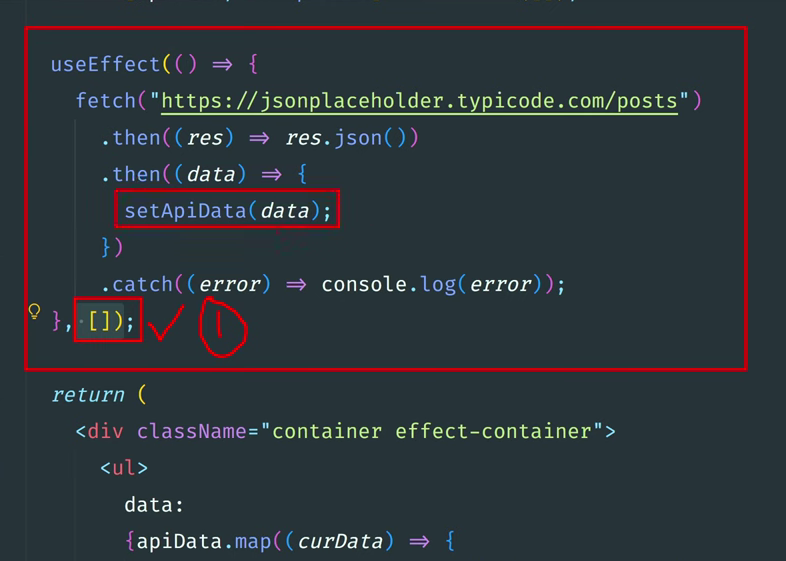 useEffect(() => {
fetch("https://jsonplaceholder.typicode.com/posts")
.then((res) => res.json())
.then((data) => {
setApiData(data);
})
.catch((error) => console.log(error));
}, []);
1
return (
<div className="container effect-container">
<ul>
data:
{apiData.map((curData) => {